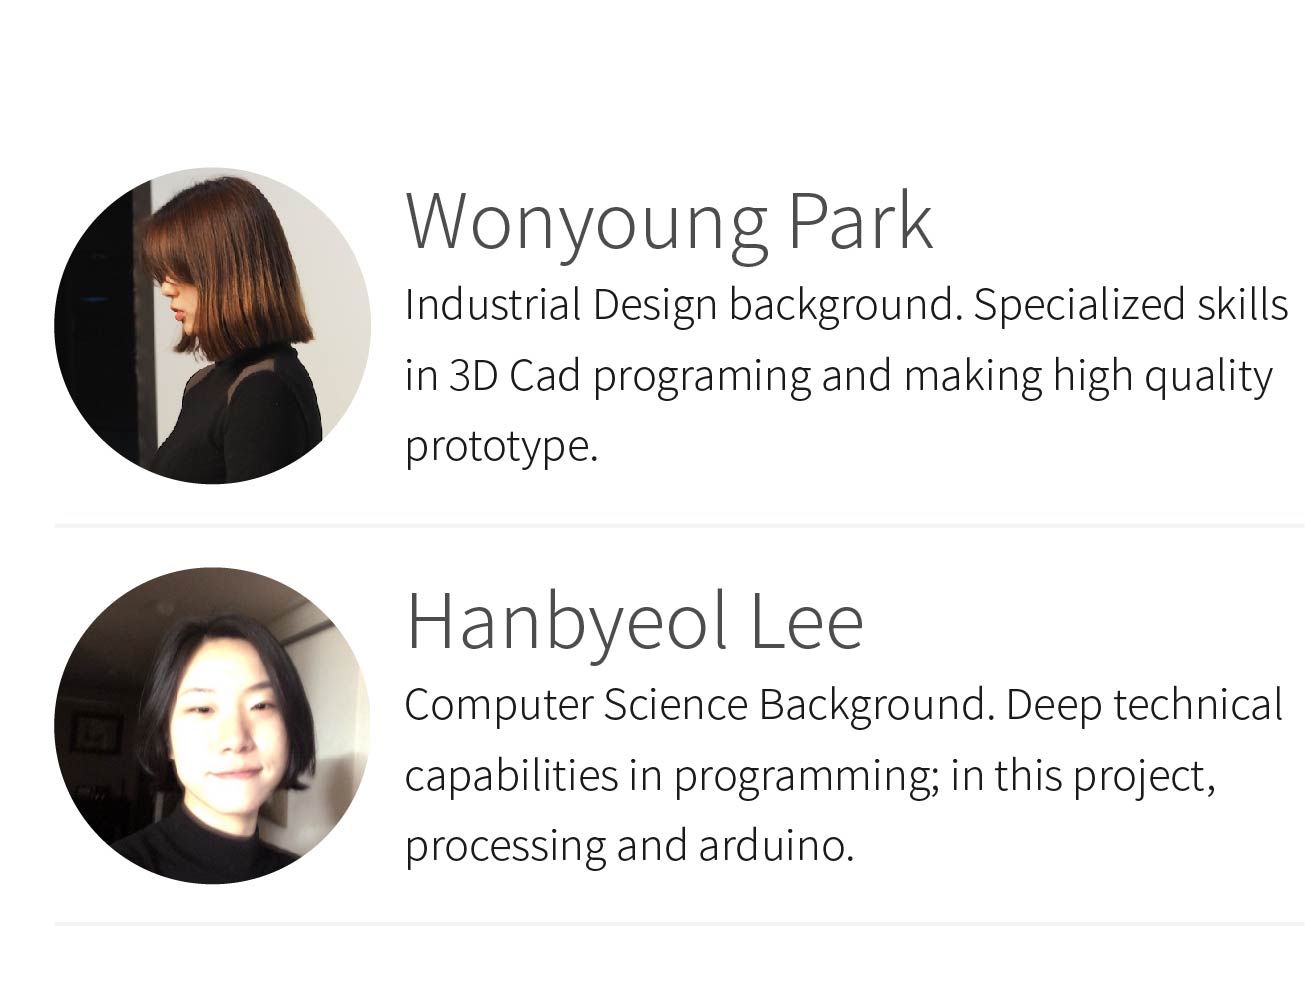 Wonyoung Park
Industrial Design background. Specialized skills
in 3D Cad programing and making high quality
prototype.
Hanbyeol Lee
Computer Science Background. Deep technical
capabilities in programming; in this project,
processing and arduino.